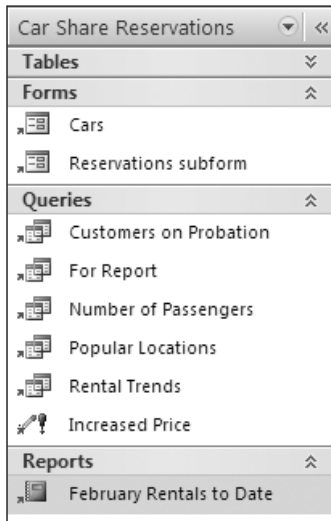 Car Share Reservations
Tables
Forms
Cars
Reservations subform
Queries
Customers on Probation
For Report
Number of Passengers
Popular Locations
Rental Trends
Increased Price
Reports
February Rentals to Date